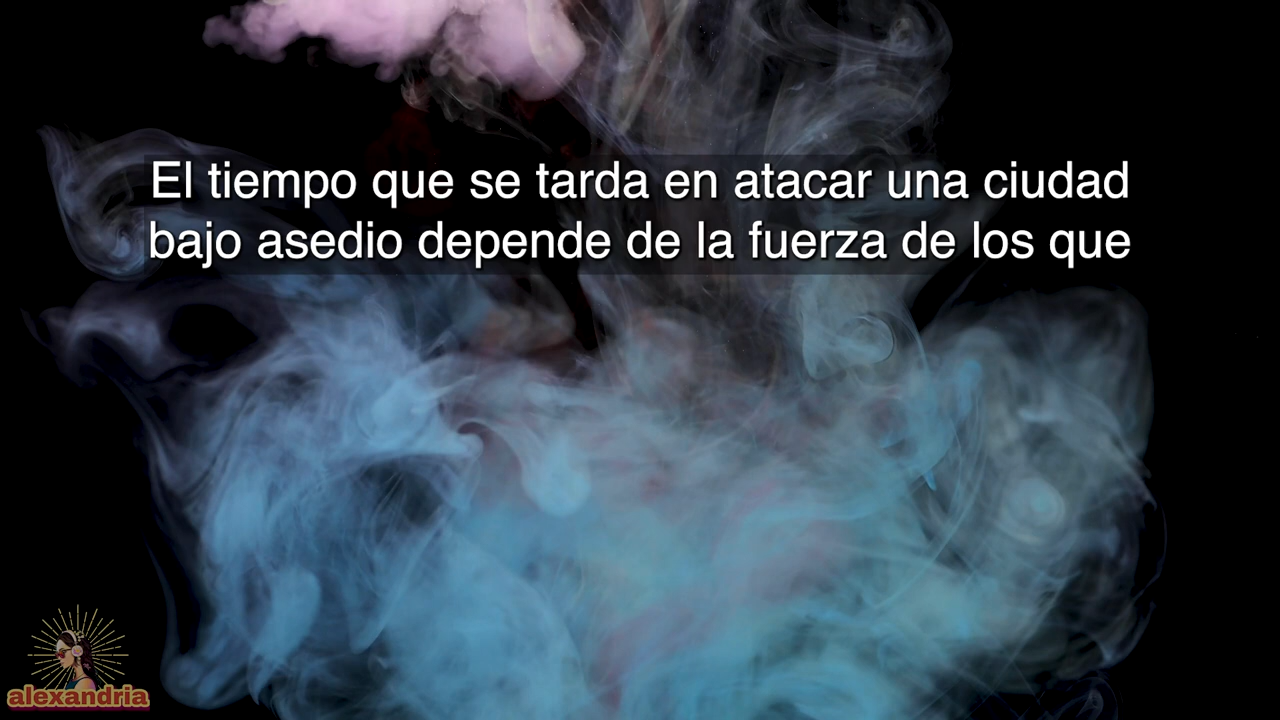 El tiempo que se tarda en atacar una ciudad
bajo asedio depende de la fuerza de los que
alexandria